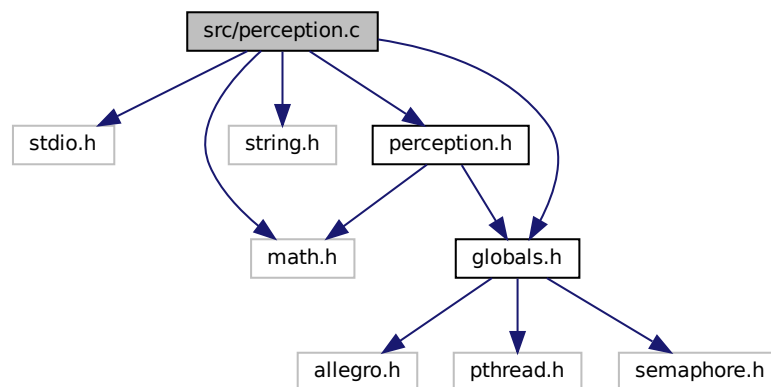 src/perception.c
stdio.h
string.h
perception.h
math.h
globals.h
allegro.h
pthread.h
semaphore.h